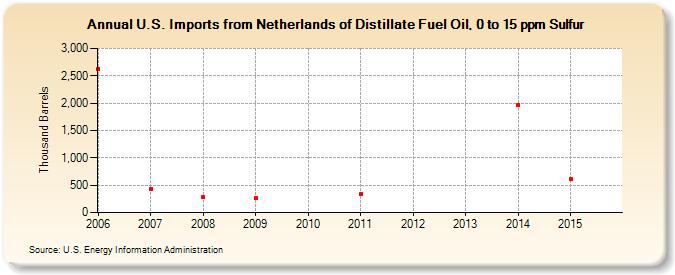 Annual U.S. Imports from Netherlands of Distillate Fuel Oil, 0 to 15 ppm Sulfur
Thousand Barrels
3,000
2,500
2,000
1,500
1,000
500
0
2006 2007 2008 2009 2010 2011 2012 2013 2014 2015
Source: U.S. Energy Information Administration